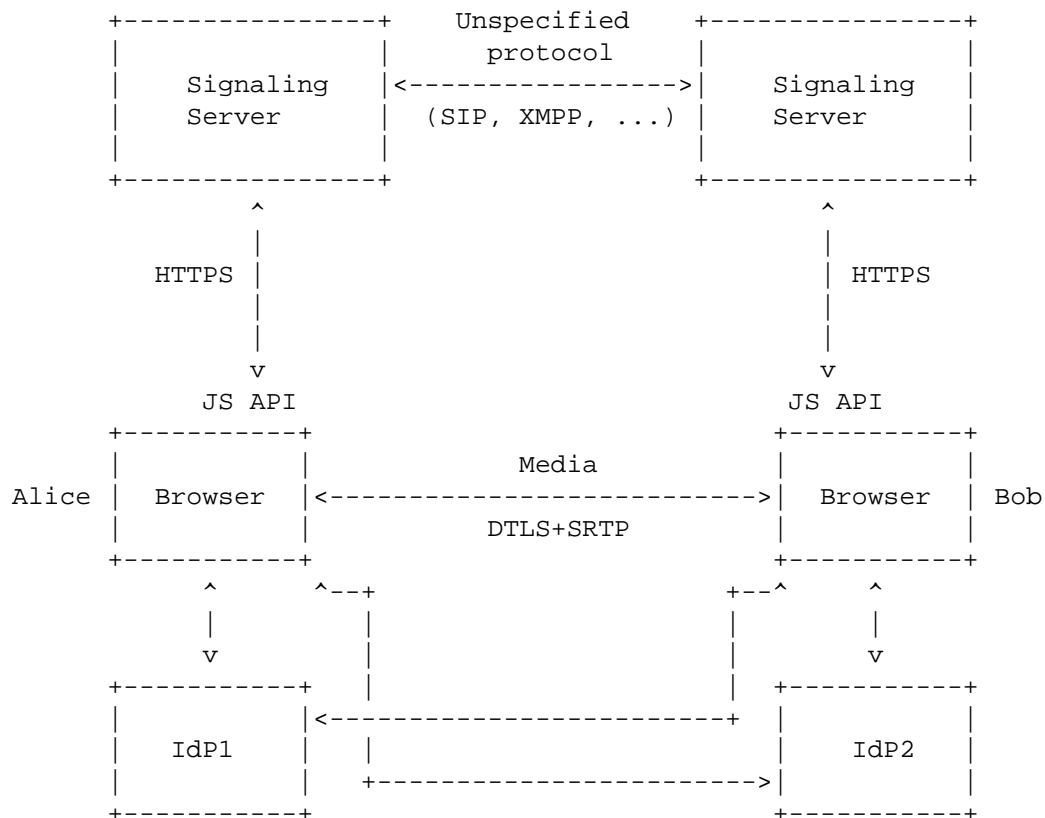 Unspecified
protocol
Signaling
Server
(SIP, XMPP, ...)
Signaling
Server
HTTPS
HTTPS
JS API
JS API
Alice
Browser
Media
DTLS+SRTP
Browser
Bob
IdP1
IdP2